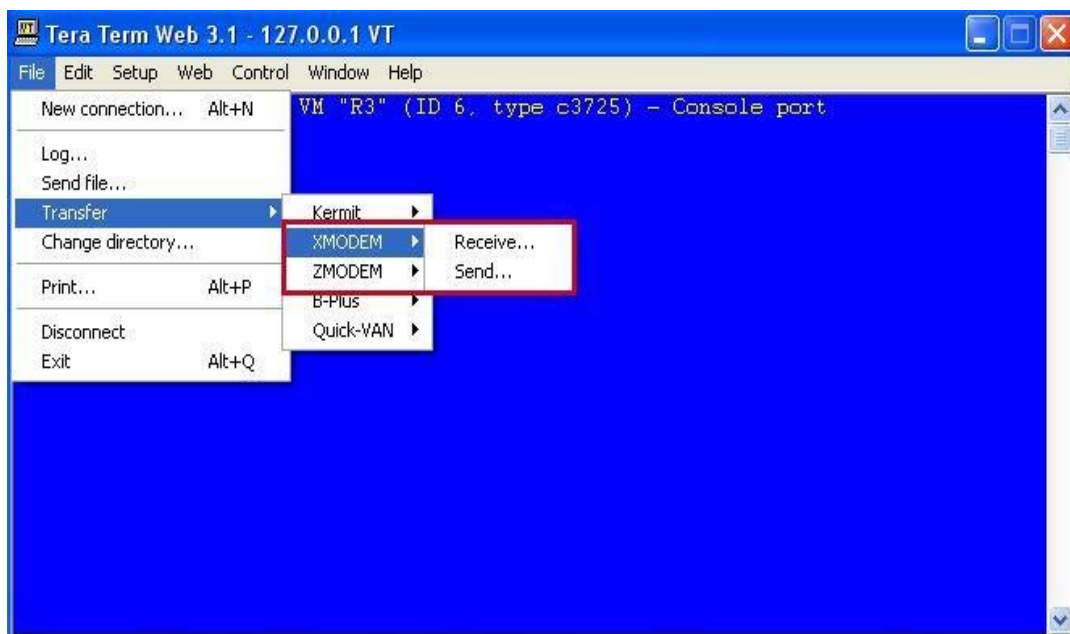 Tera Term Web 3.1 - 127.0.0.1 VT
File Edit Setup Web Control Window Help
VM "R3" (ID 6, type c3725) - Console port
New connection... Alt+N
Log...
Send file...
Transfer
Change directory...
Print... Alt+P
Disconnect
Exit Alt+Q
Kermit
XMODEM
ZMODEM
B-Plus
Quick-VAN
Receive...
Send...